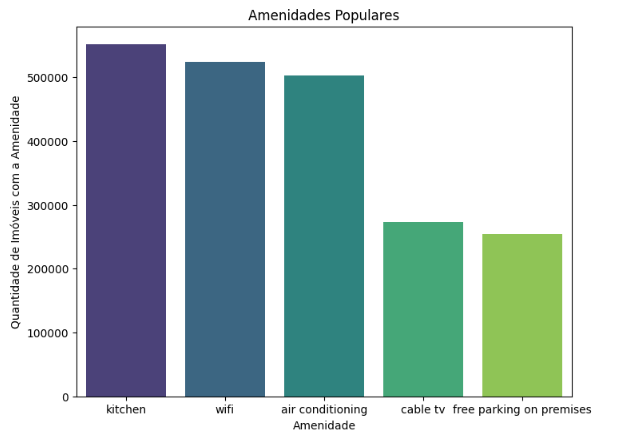 Amenidades Populares
Quantidade de Imóveis com a Amenidade
500000
400000
300000
200000
100000
0
kitchen wifi air conditioning cable tv free parking on premises
Amenidade